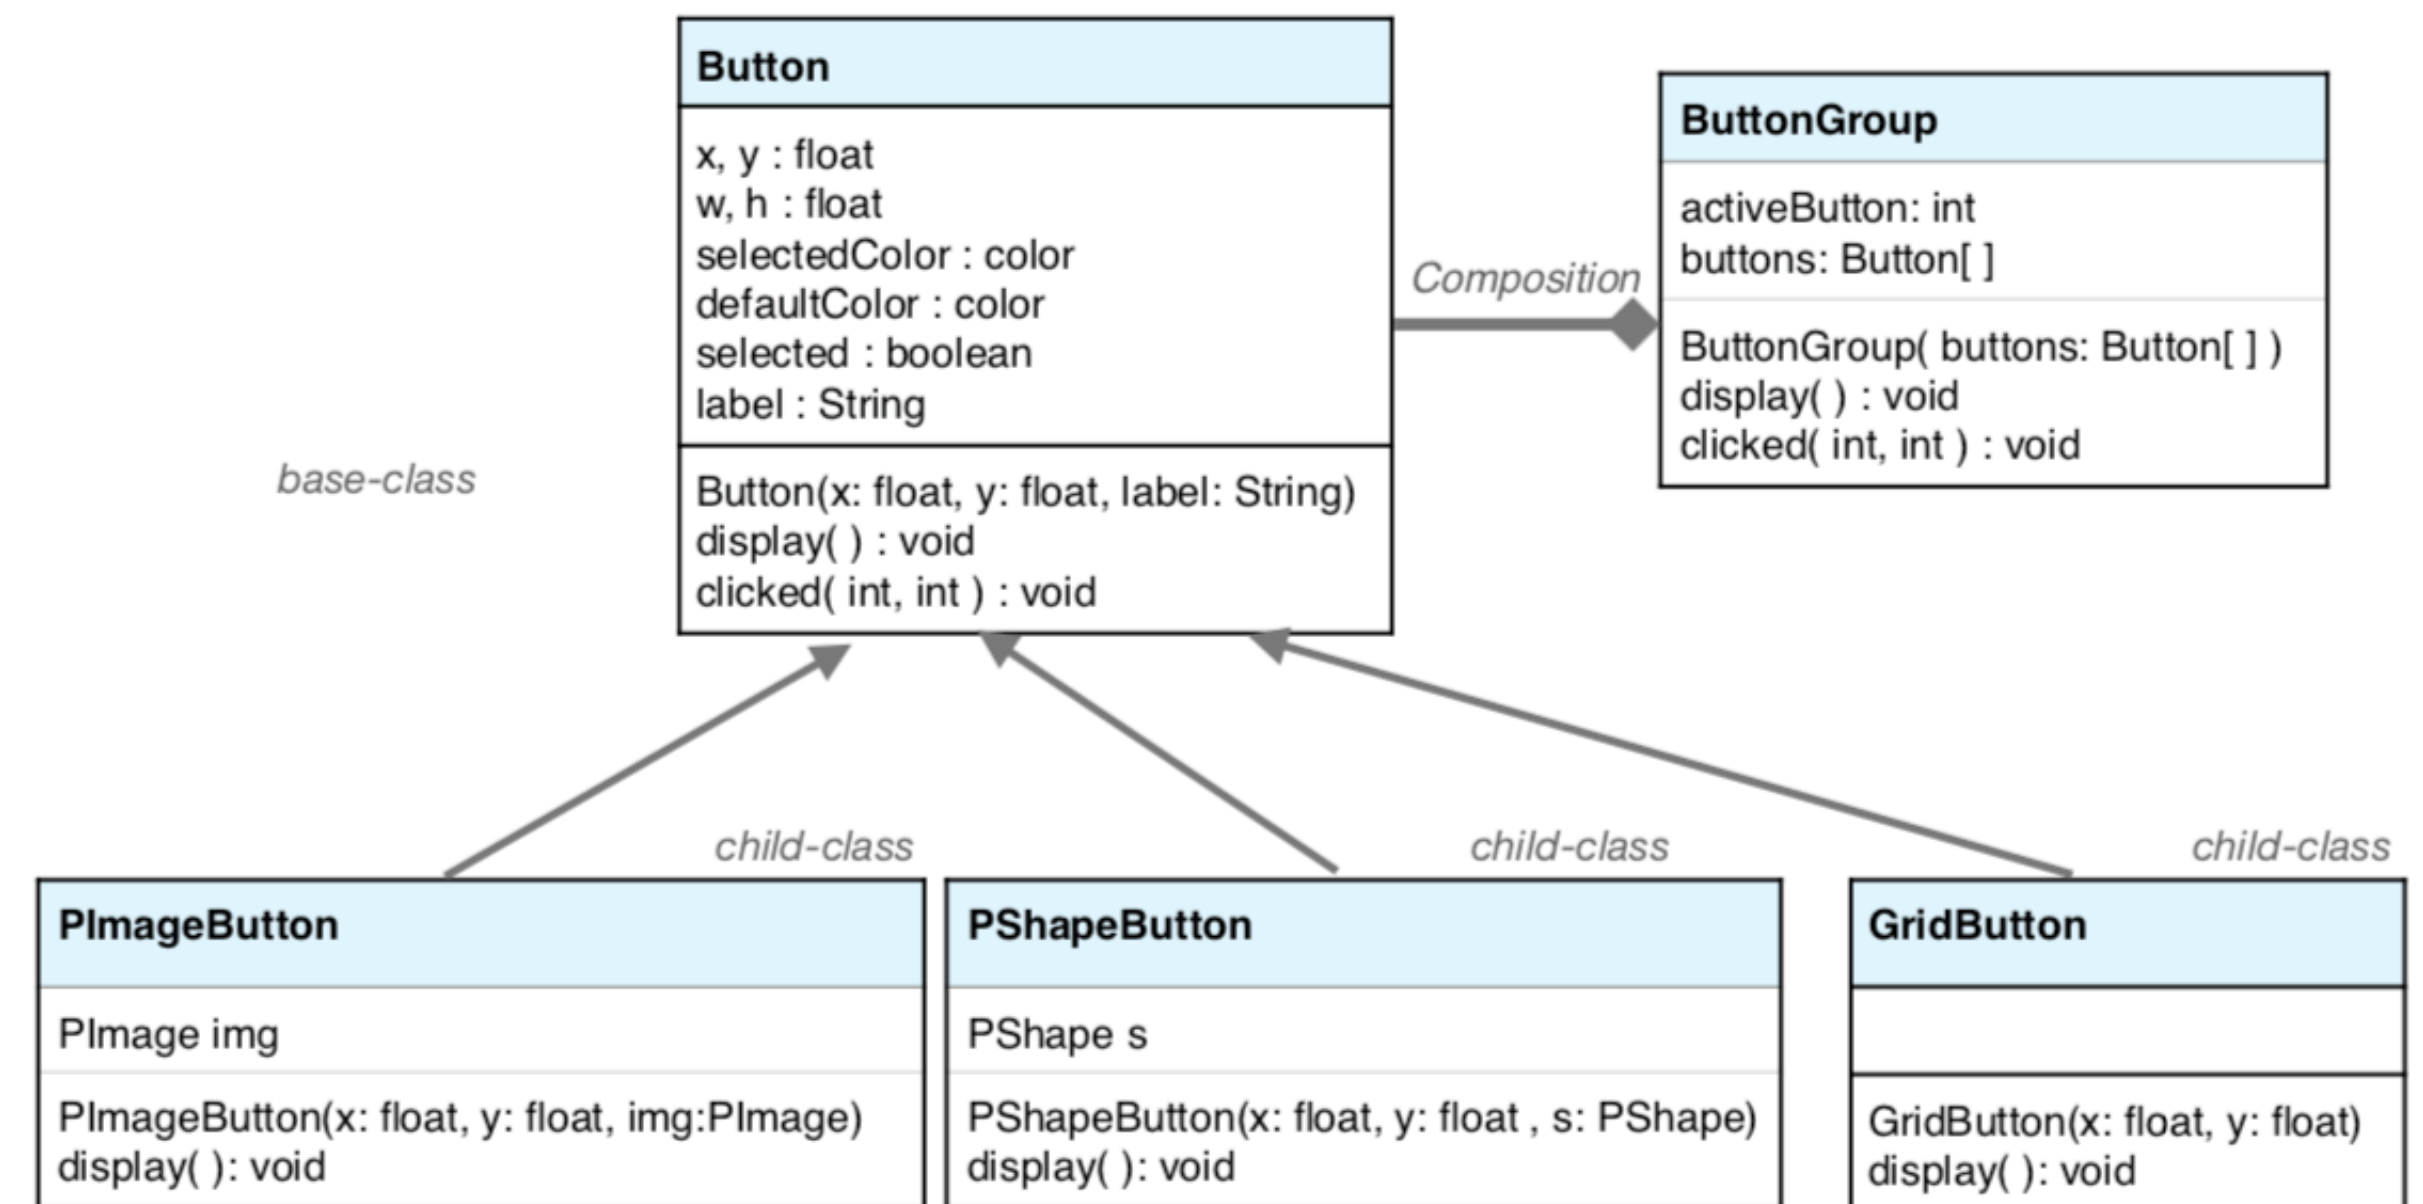 Button
x, y : float
w, h : float
selectedColor : color
defaultColor : color
selected : boolean
label : String
Button(x: float, y: float, label: String)
display( ) : void
clicked( int, int ) : void
Composition
ButtonGroup
activeButton: int
buttons: Button[ ]
ButtonGroup( buttons: Button[ ] )
display( ) : void
clicked( int, int ) : void
base-class
child-class
PImageButton
PImage img
PImageButton(x: float, y: float, img:PImage)
display( ): void
child-class
PShapeButton
PShape s
PShapeButton(x: float, y: float , s: PShape)
display( ): void
child-class
GridButton
GridButton(x: float, y: float)
display( ): void